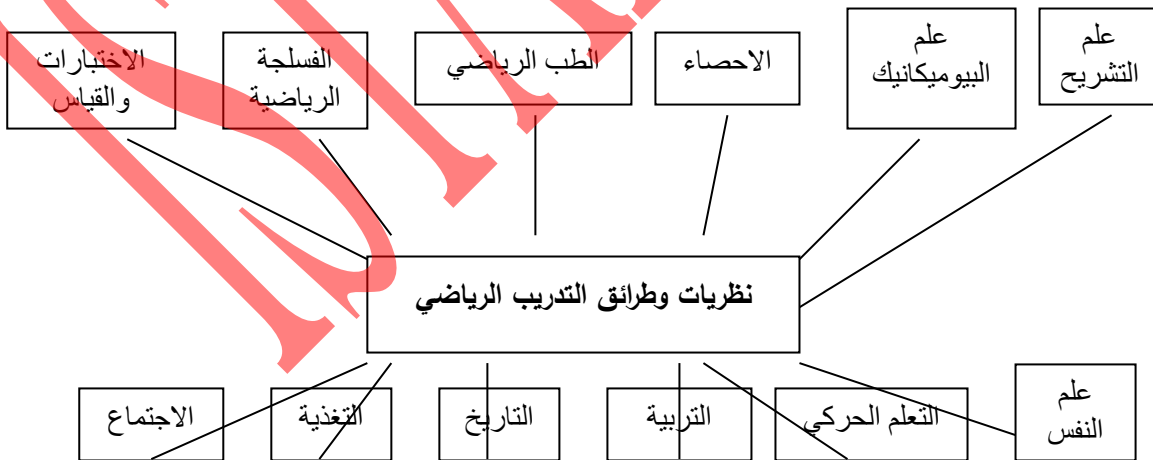 علم
التشريح
علم
البيوميكانيك
الاحصاء
الطب الرياضي
الفسلجة
الرياضية
الاختبارات
والقياس
نظريات وطرائق التدريب الرياضي
علم
النفس
التعلم الحركي
التربية
التاريخ
التغذية
الاجتماع